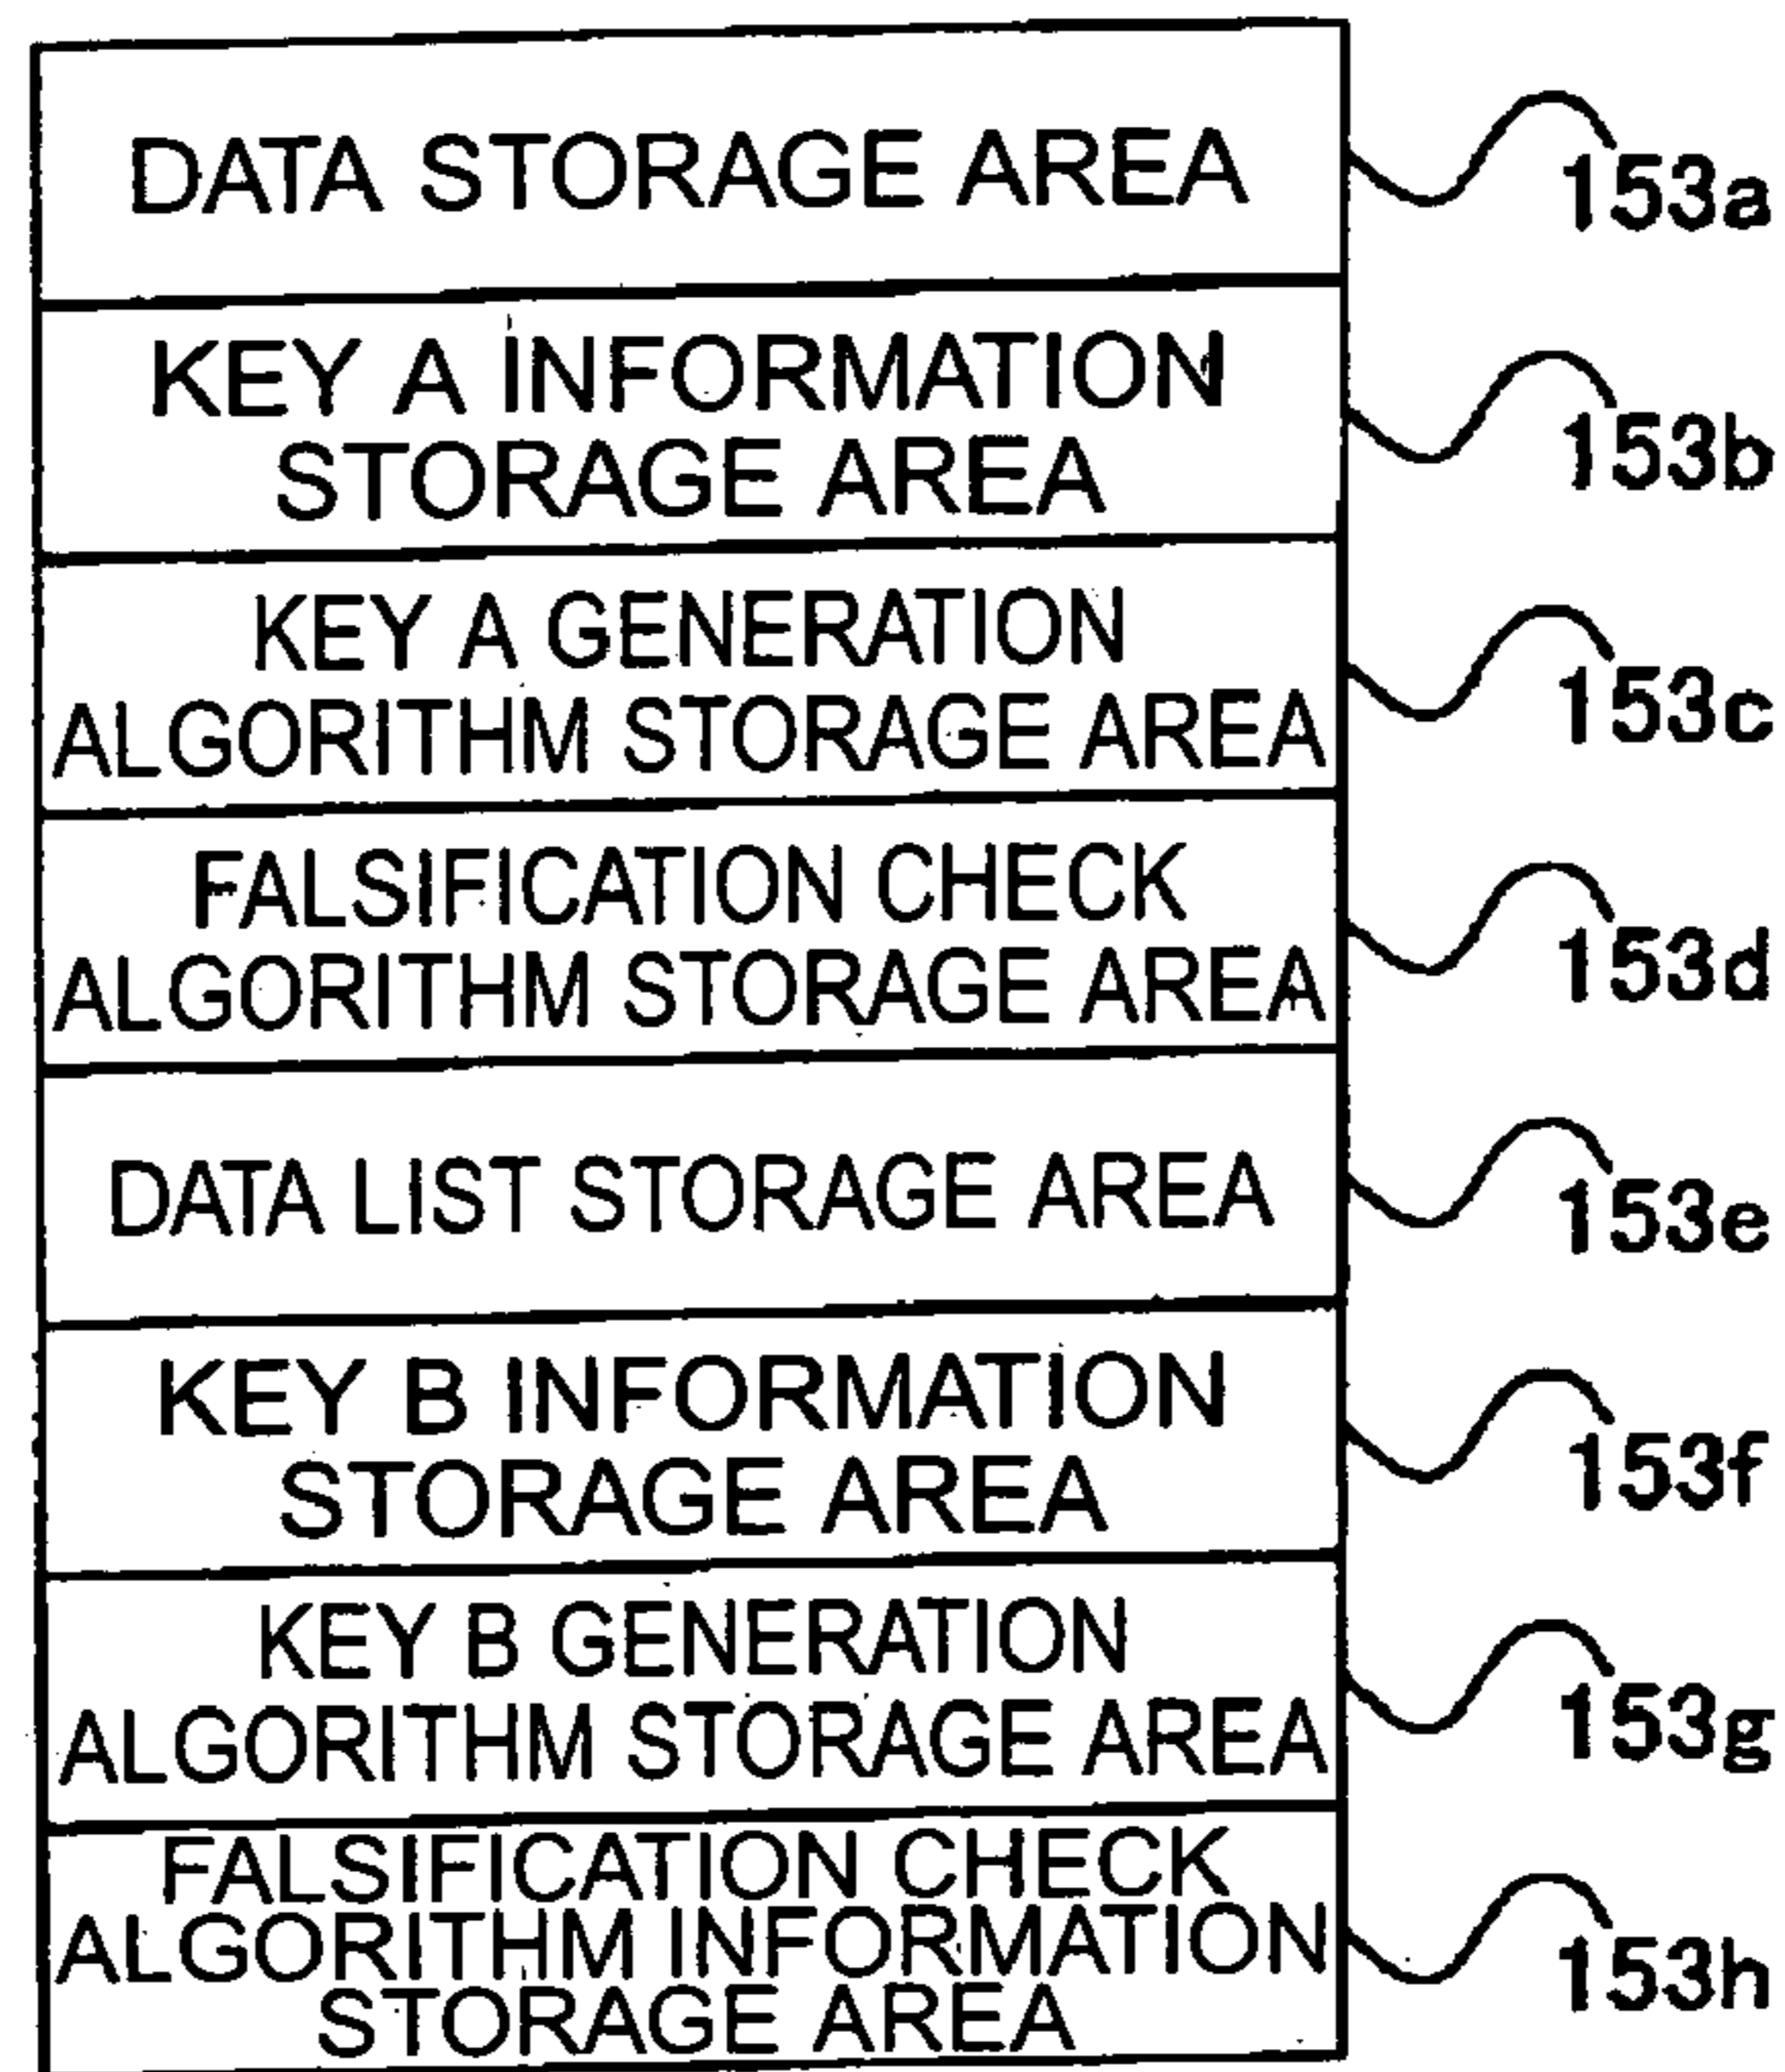 DATA STORAGE AREA
153a
KEY A INFORMATION
STORAGE AREA
153b
KEY A GENERATION
ALGORITHM STORAGE AREA
153c
FALSIFICATION CHECK
ALGORITHM STORAGE AREA
153d
DATA LIST STORAGE AREA
153e
KEY B INFORMATION
STORAGE AREA
153f
KEY B GENERATION
ALGORITHM STORAGE AREA
153g
FALSIFICATION CHECK
ALGORITHM INFORMATION
STORAGE AREA
153h